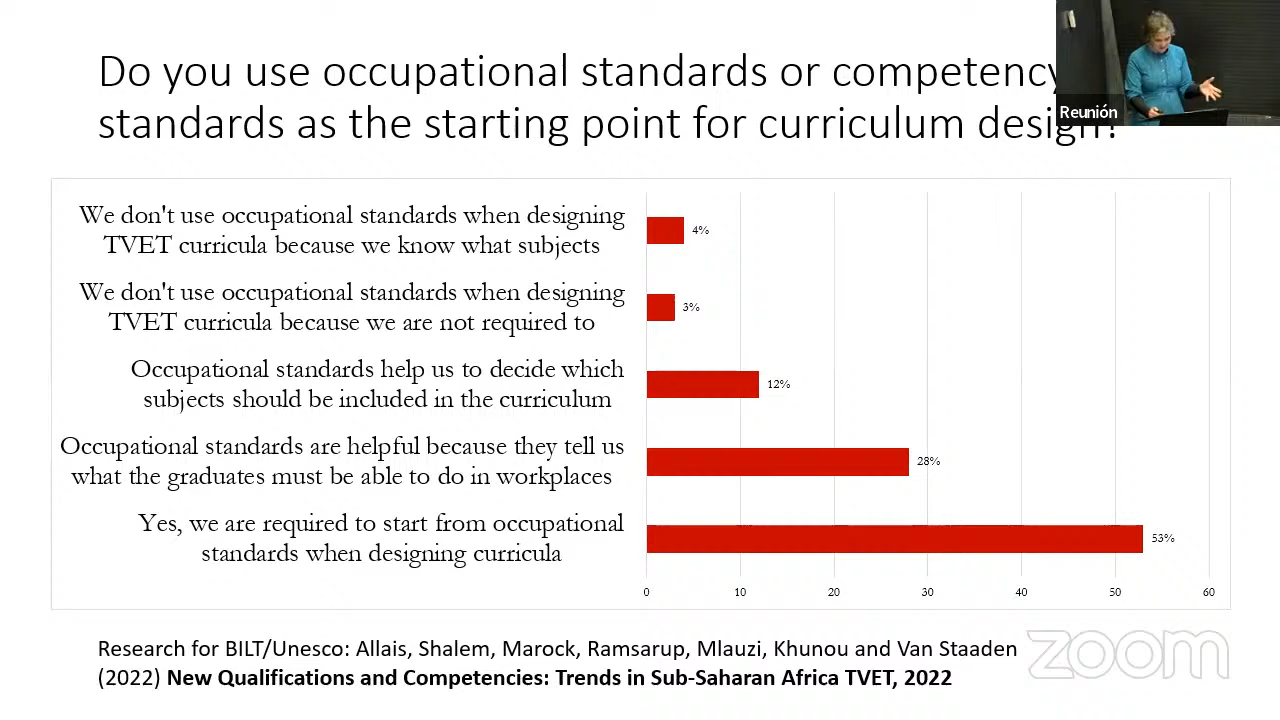 Do you use occupational standards or competency
standards as the starting point for curriculum design?
Reunión
We don't use occupational standards when designing
TVET curricula because we know what subjects
4%
We don't use occupational standards when designing
TVET curricula because we are not required to
3%
Occupational standards help us to decide which
subjects should be included in the curriculum
12%
Occupational standards are helpful because they tell us
what the graduates must be able to do in workplaces
28%
Yes, we are required to start from occupational
standards when designing curricula
53%
0 10 20 30 40 50 60
Research for BILT/Unesco: Allais, Shalem, Marock, Ramsarup, Mlauzi, Khunou and Van Staaden
(2022) New Qualifications and Competencies: Trends in Sub-Saharan Africa TVET, 2022
zoom